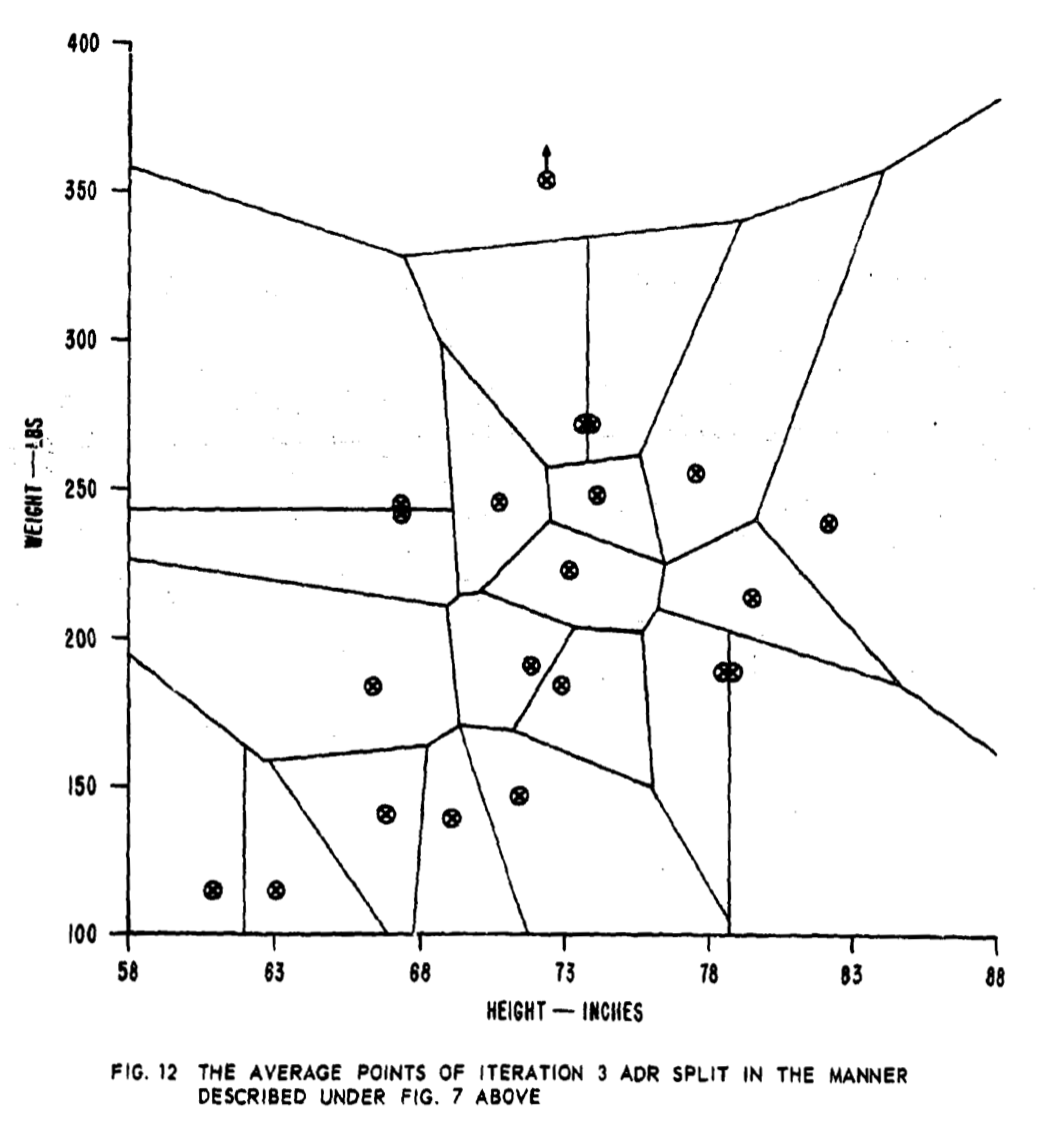 400
350
300
250
200
150
100
WEIGHT — LBS
58 63 68 73 78 83 88
HEIGHT — INCHES
FIG. 12 THE AVERAGE POINTS OF ITERATION 3 ADR SPLIT IN THE MANNER
DESCRIBED UNDER FIG. 7 ABOVE